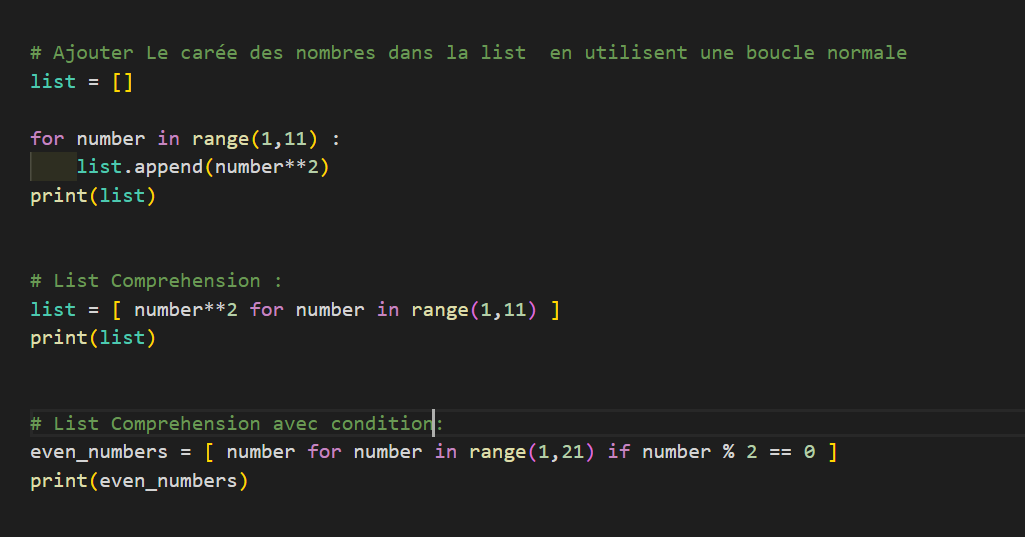 # Ajouter Le carée des nombres dans la list  en utilisent une boucle normale
list = []
for number in range(1,11) :
    list.append(number**2)
print(list)
# List Comprehension :
list = [ number**2 for number in range(1,11) ]
print(list)
# List Comprehension avec condition:
even_numbers = [ number for number in range(1,21) if number % 2 == 0 ]
print(even_numbers)